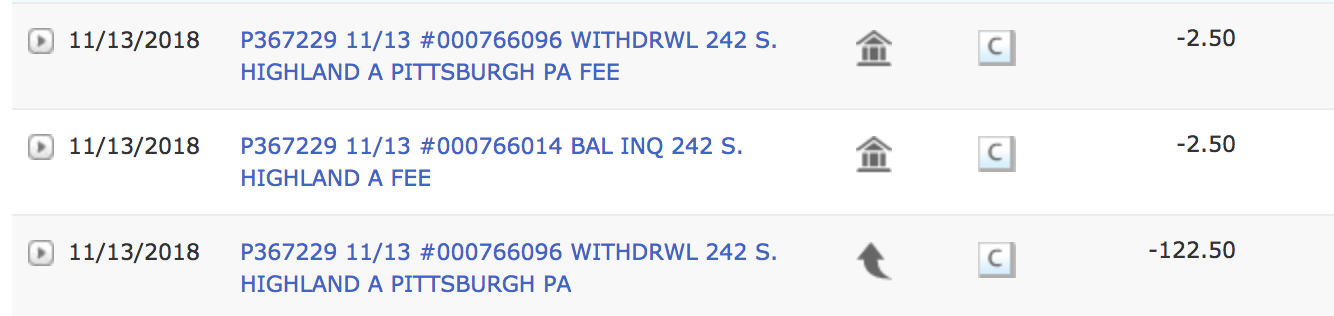 11/13/2018 P367229 11/13 #000766096 WITHDRWL 242 S. C -2.50
HIGHLAND A PITTSBURGH PA FEE
11/13/2018 P367229 11/13 #000766014 BAL INQ 242 S. C -2.50
HIGHLAND A FEE
11/13/2018 P367229 11/13 #000766096 WITHDRWL 242 S. C -122.50
HIGHLAND A PITTSBURGH PA